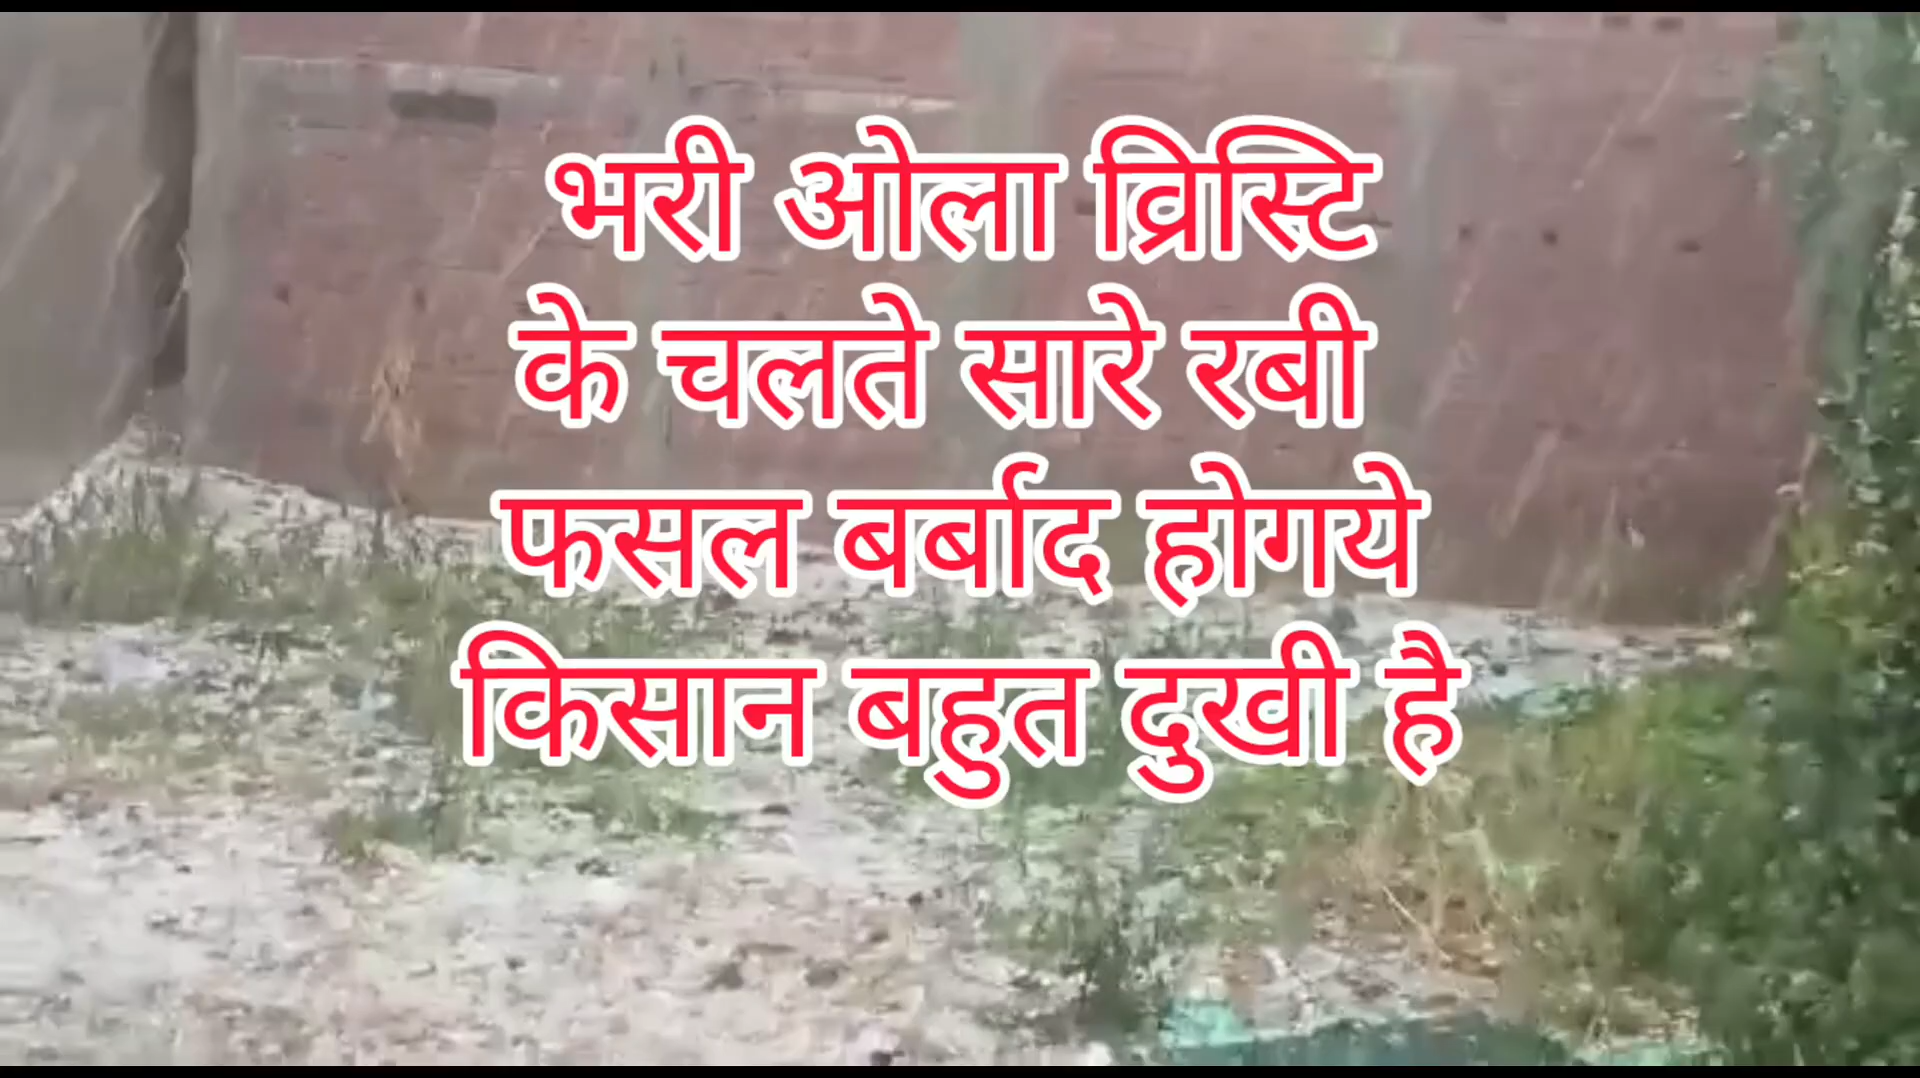 भरी ओला व्रिस्टि
के चलते सारे रबी
फसल बर्बाद होगये
किसान बहुत दुखी है